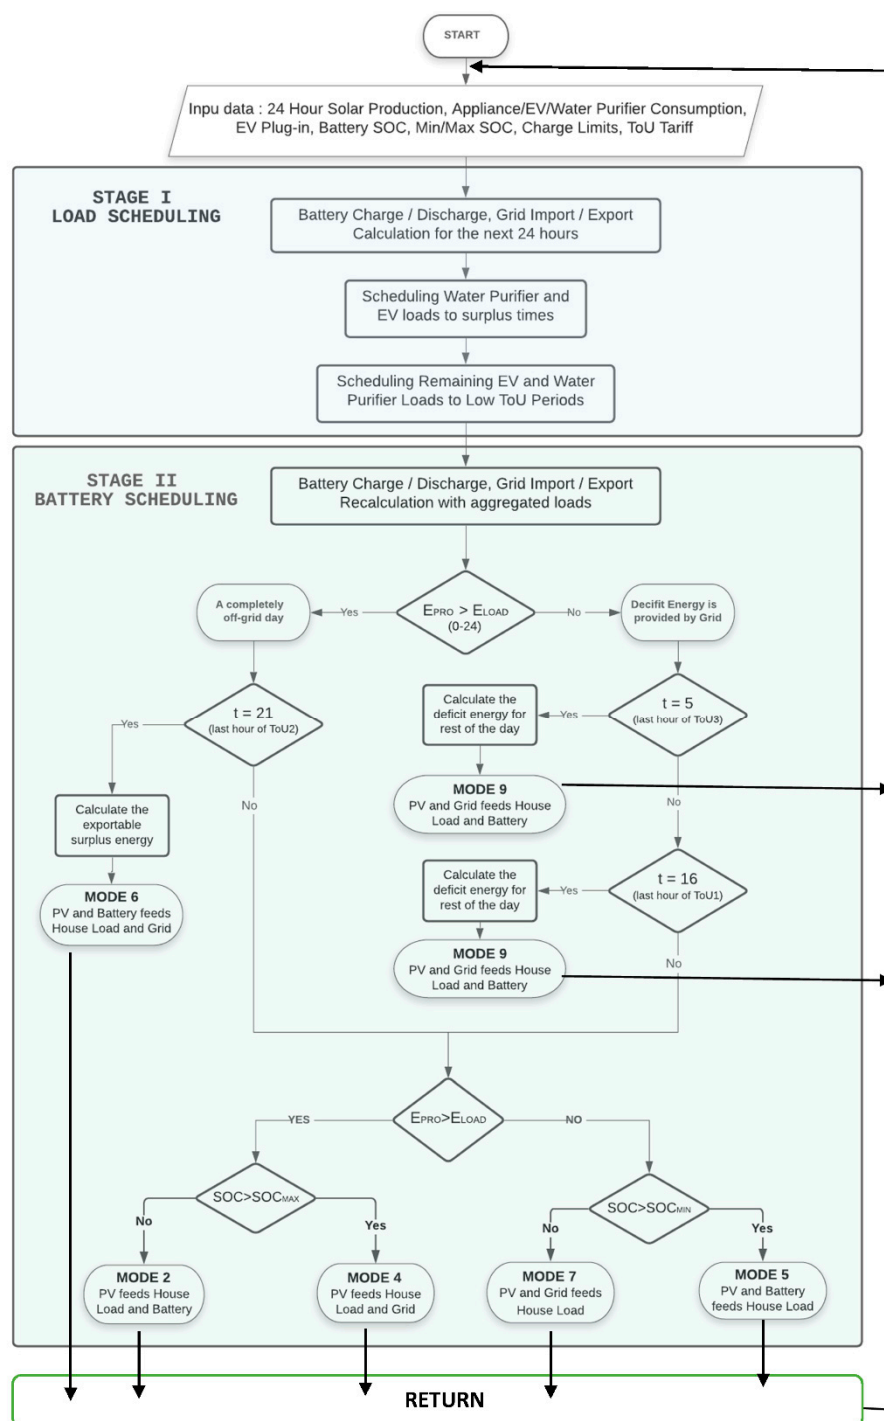 START
Inpu data : 24 Hour Solar Production, Appliance/EV/Water Purifier Consumption,
EV Plug-in, Battery SOC, Min/Max SOC, Charge Limits, ToU Tariff
STAGE I
LOAD SCHEDULING
Battery Charge / Discharge, Grid Import / Export
Calculation for the next 24 hours
Scheduling Water Purifier and
EV loads to surplus times
Scheduling Remaining EV and Water
Purifier Loads to Low ToU Periods
STAGE II
BATTERY SCHEDULING
Battery Charge / Discharge, Grid Import / Export
Recalculation with aggregated loads
A completely
off-grid day
Yes
EPRO > ELOAD
(0-24)
No
Decifit Energy is
provided by Grid
Yes
t = 21
(last hour of ToU2)
No
Calculate the
deficit energy for
rest of the day
Yes
t = 5
(last hour of ToU3)
No
Calculate the
exportable
surplus energy
MODE 9
PV and Grid feeds House
Load and Battery
MODE 6
PV and Battery feeds
House Load and Grid
Calculate the
deficit energy for
rest of the day
Yes
t = 16
(last hour of ToU1)
No
MODE 9
PV and Grid feeds House
Load and Battery
YES
EPRO>ELOAD
NO
SOC>SOCMAX
No
Yes
SOC>SOCMIN
No
Yes
MODE 2
PV feeds House
Load and Battery
MODE 4
PV feeds House
Load and Grid
MODE 7
PV and Grid feeds
House Load
MODE 5
PV and Battery
feeds House Load
RETURN